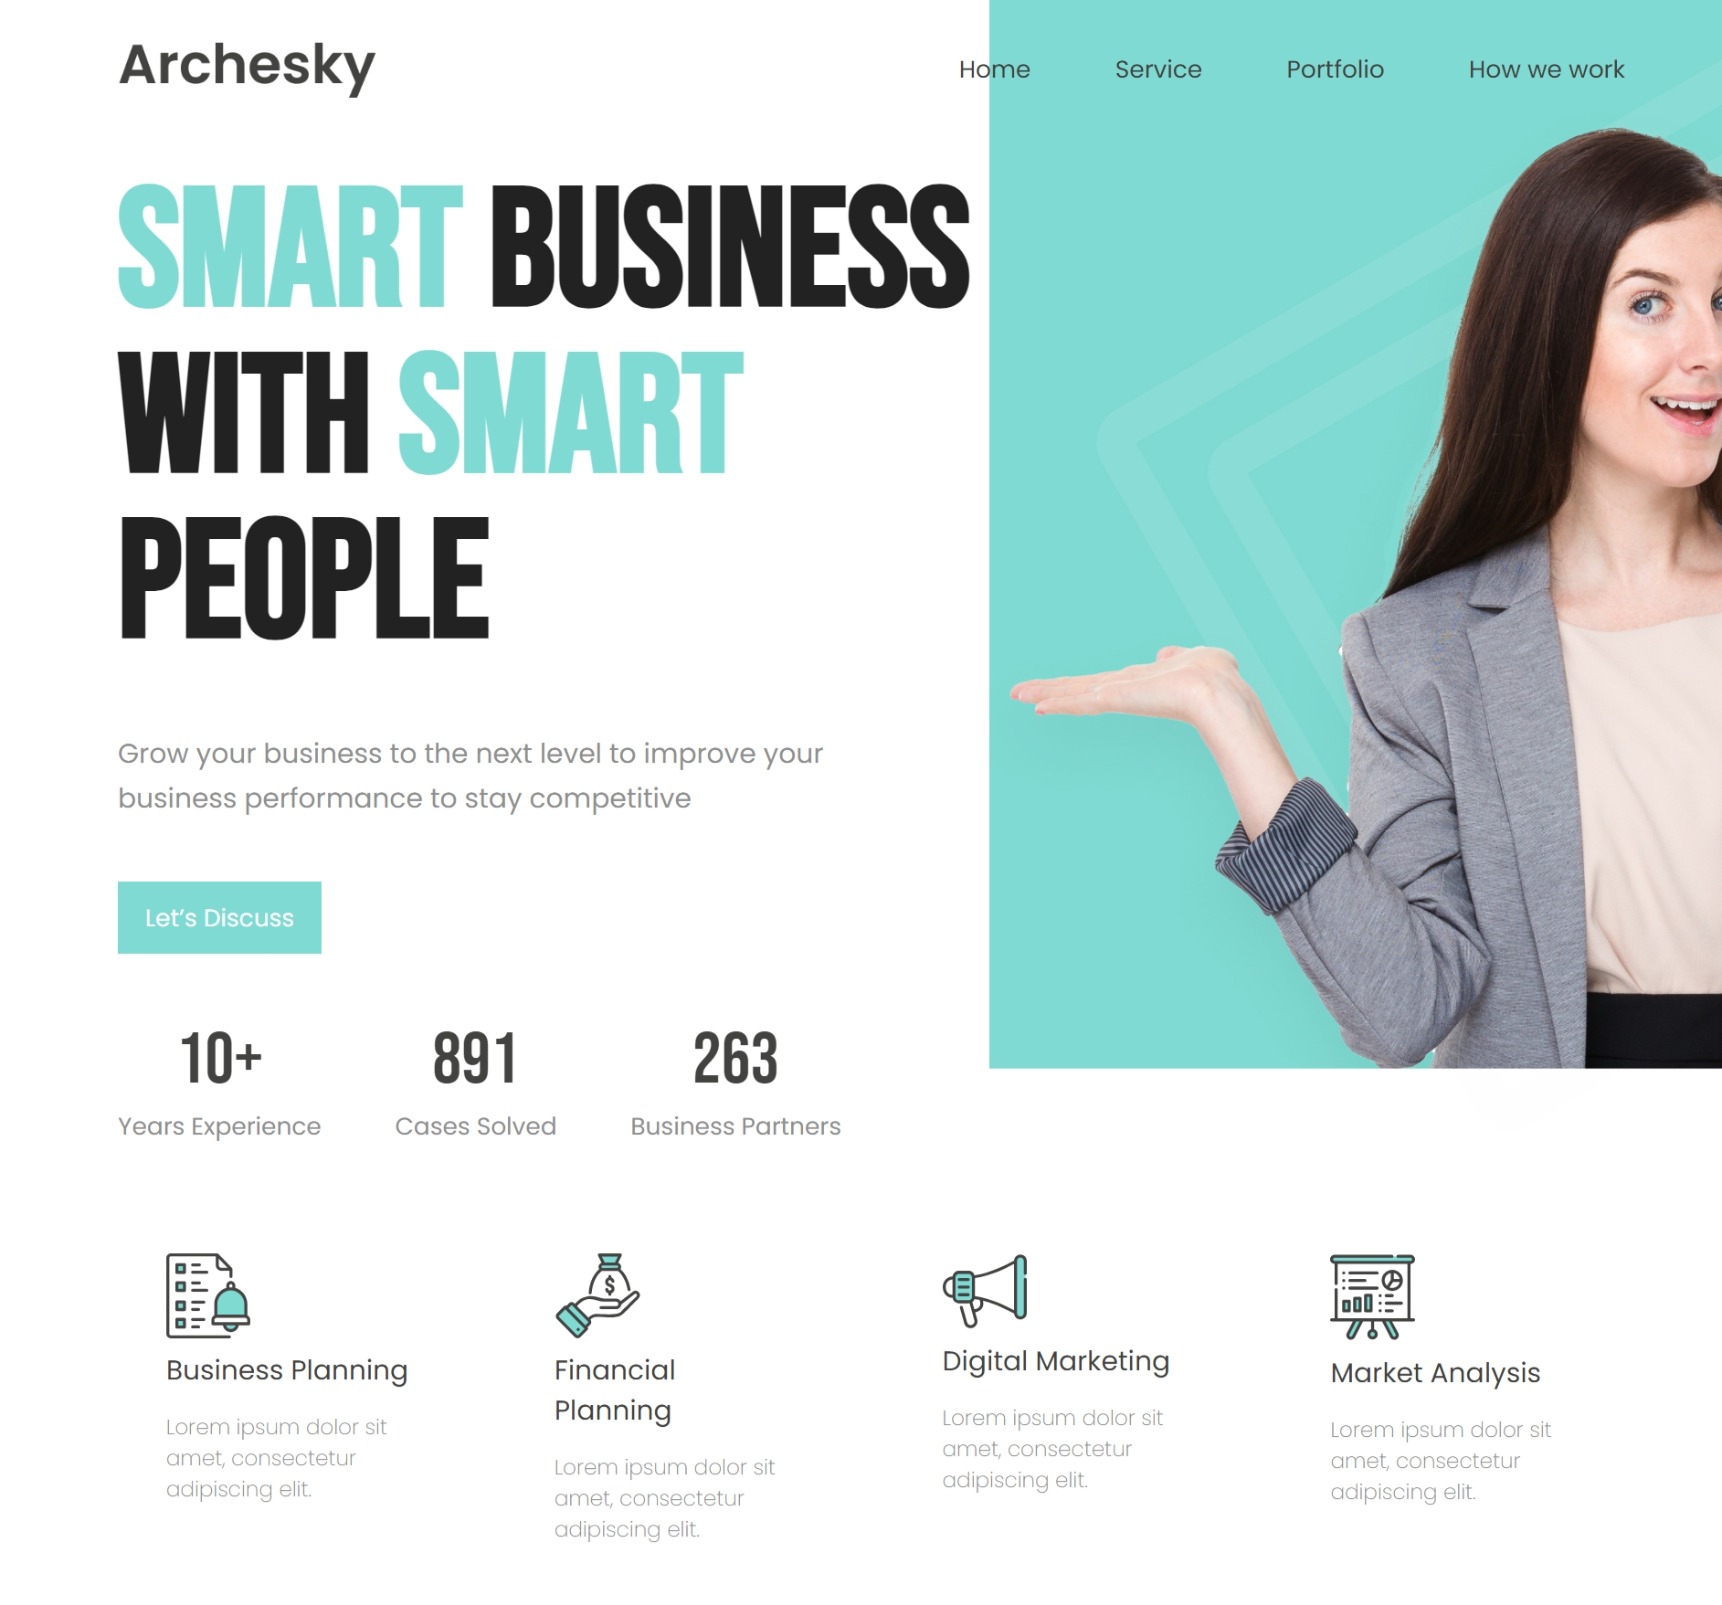 Archesky
Home Service Portfolio How we work
SMART BUSINESS
WITH SMART
PEOPLE
Grow your business to the next level to improve your
business performance to stay competitive
Let’s Discuss
10+
Years Experience
891
Cases Solved
263
Business Partners
$
Business Planning
Lorem ipsum dolor sit
amet, consectetur
adipiscing elit.
Financial
Planning
Lorem ipsum dolor sit
amet, consectetur
adipiscing elit.
Digital Marketing
Lorem ipsum dolor sit
amet, consectetur
adipiscing elit.
Market Analysis
Lorem ipsum dolor sit
amet, consectetur
adipiscing elit.